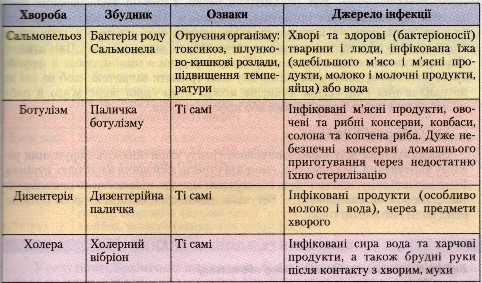 Хвороба Збудник Ознаки Джерело інфекції
Сальмонельоз Бактерія роду Сальмонела Отруєння організму: токсикоз, шлунково-кишкові розлади, підвищення температури Хворі та здорові (бактеріоносії) тварини і люди, інфікована їжа (здебільшого м'ясо і м'ясні продукти, молоко і молочні продукти, яйця) або вода
Ботулізм Паличка ботулізму Ті самі Інфіковані м'ясні продукти, овочеві та рибні консерви, ковбаси, солона та копчена риба. Дуже небезпечні консерви домашнього приготування через недостатню їхню стерилізацію
Дизентерія Дизентерійна паличка Ті самі Інфіковані продукти (особливо молоко і вода), через предмети хворого
Холера Холерний вібріон Ті самі Інфіковані сира вода та харчові продукти, а також брудні руки після контакту з хворим, мухи